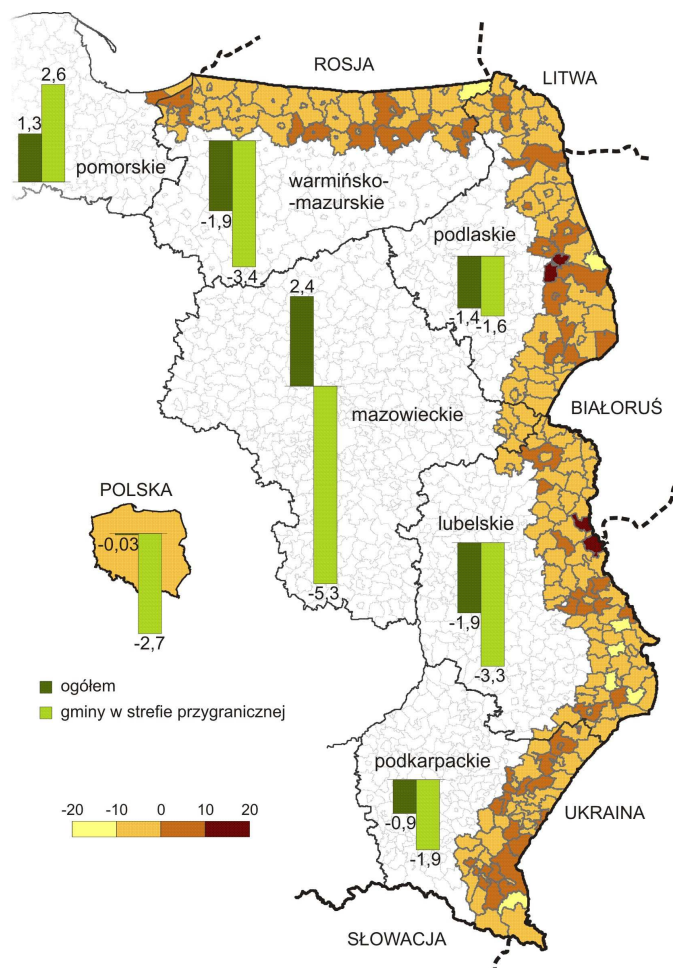 ROSJA
LITWA
2,6
1,3
pomorskie
warmińsko-
-mazurskie
-1,9
-3,4
podlaskie
-1,4
-1,6
2,4
mazowieckie
-5,3
BIAŁORUŚ
POLSKA
-0,03
-2,7
lubelskie
-1,9
-3,3
ogółem
gminy w strefie przygranicznej
podkarpackie
-0,9
-1,9
UKRAINA
-20 -10 0 10 20
SŁOWACJA